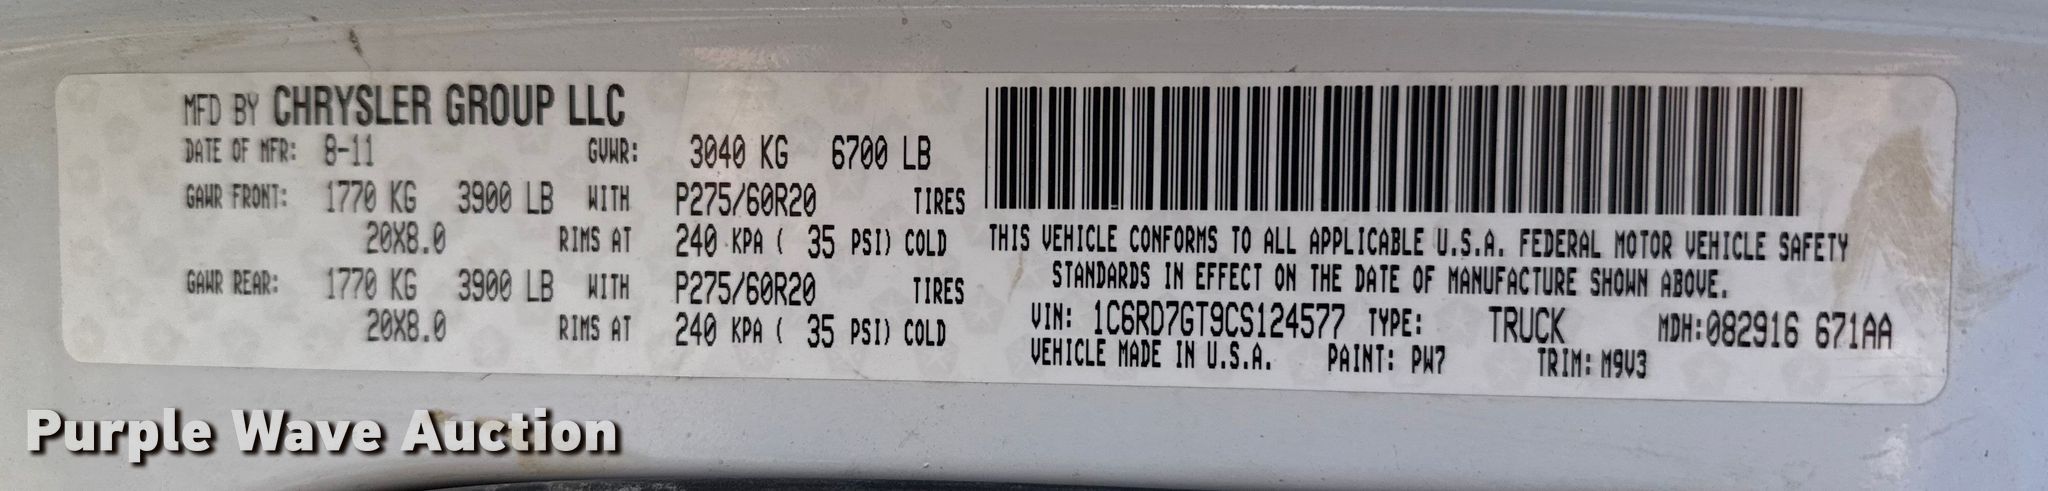 MFD BY CHRYSLER GROUP LLC
DATE OF MFR: 8-11 GVWR: 3040 KG 6700 LB
GAWR FRONT: 1770 KG 3900 LB WITH P275/60R20 TIRES
20X8.0 RIMS AT 240 KPA ( 35 PSI) COLD
GAWR REAR: 1770 KG 3900 LB WITH P275/60R20 TIRES
20X8.0 RIMS AT 240 KPA ( 35 PSI) COLD
THIS VEHICLE CONFORMS TO ALL APPLICABLE U.S.A. FEDERAL MOTOR VEHICLE SAFETY
STANDARDS IN EFFECT ON THE DATE OF MANUFACTURE SHOWN ABOVE.
VIN: 1C6RD7GT9CS124577 TYPE: TRUCK MDH:082916 671AA
VEHICLE MADE IN U.S.A. PAINT: PW7 TRIM: M9V3
Purple Wave Auction